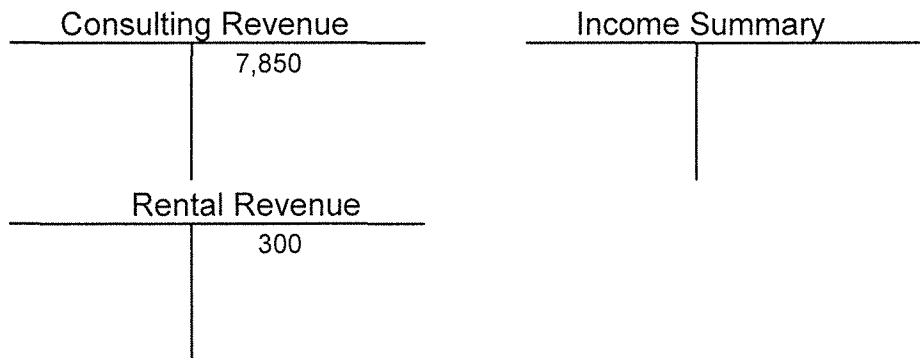 Consulting Revenue
7,850
Income Summary
Rental Revenue
300